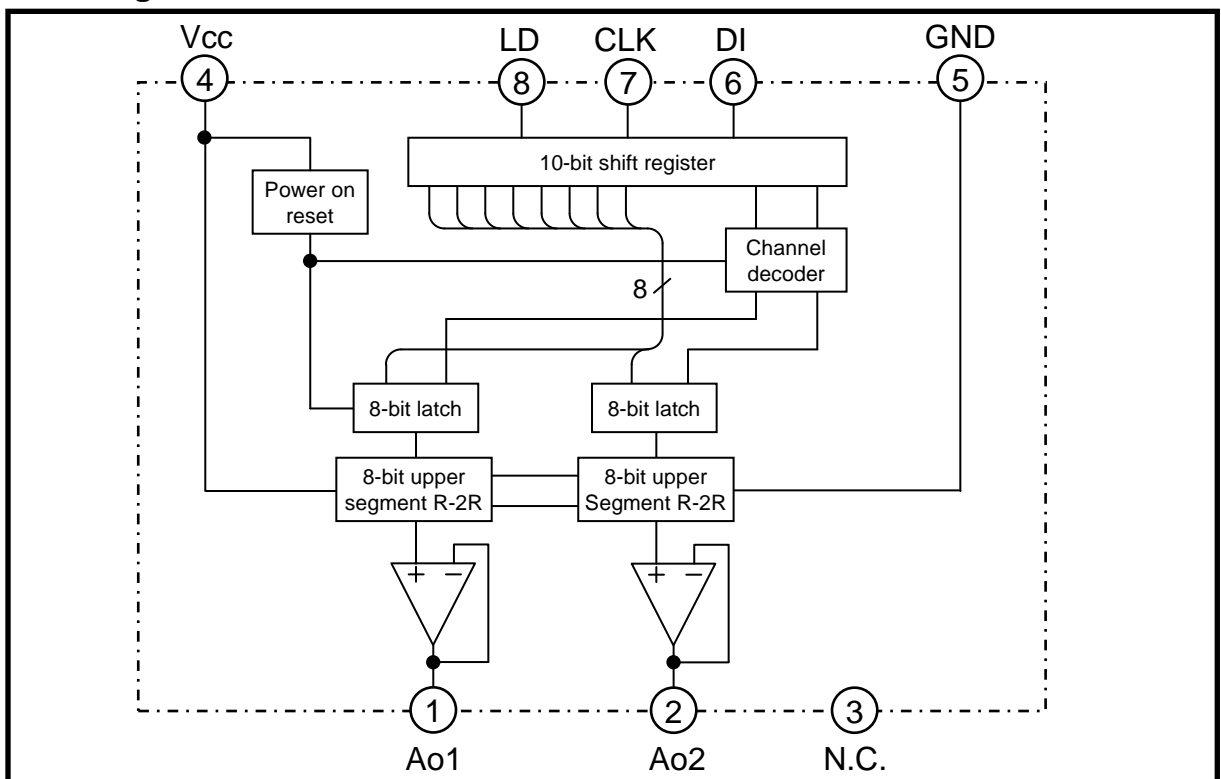 Vcc LD CLK DI GND
4 8 7 6 5
10-bit shift register
Power on
reset
Channel
decoder
8
8-bit latch 8-bit latch
8-bit upper 8-bit upper
segment R-2R Segment R-2R
+ − + −
1 2 3
Ao1 Ao2 N.C.